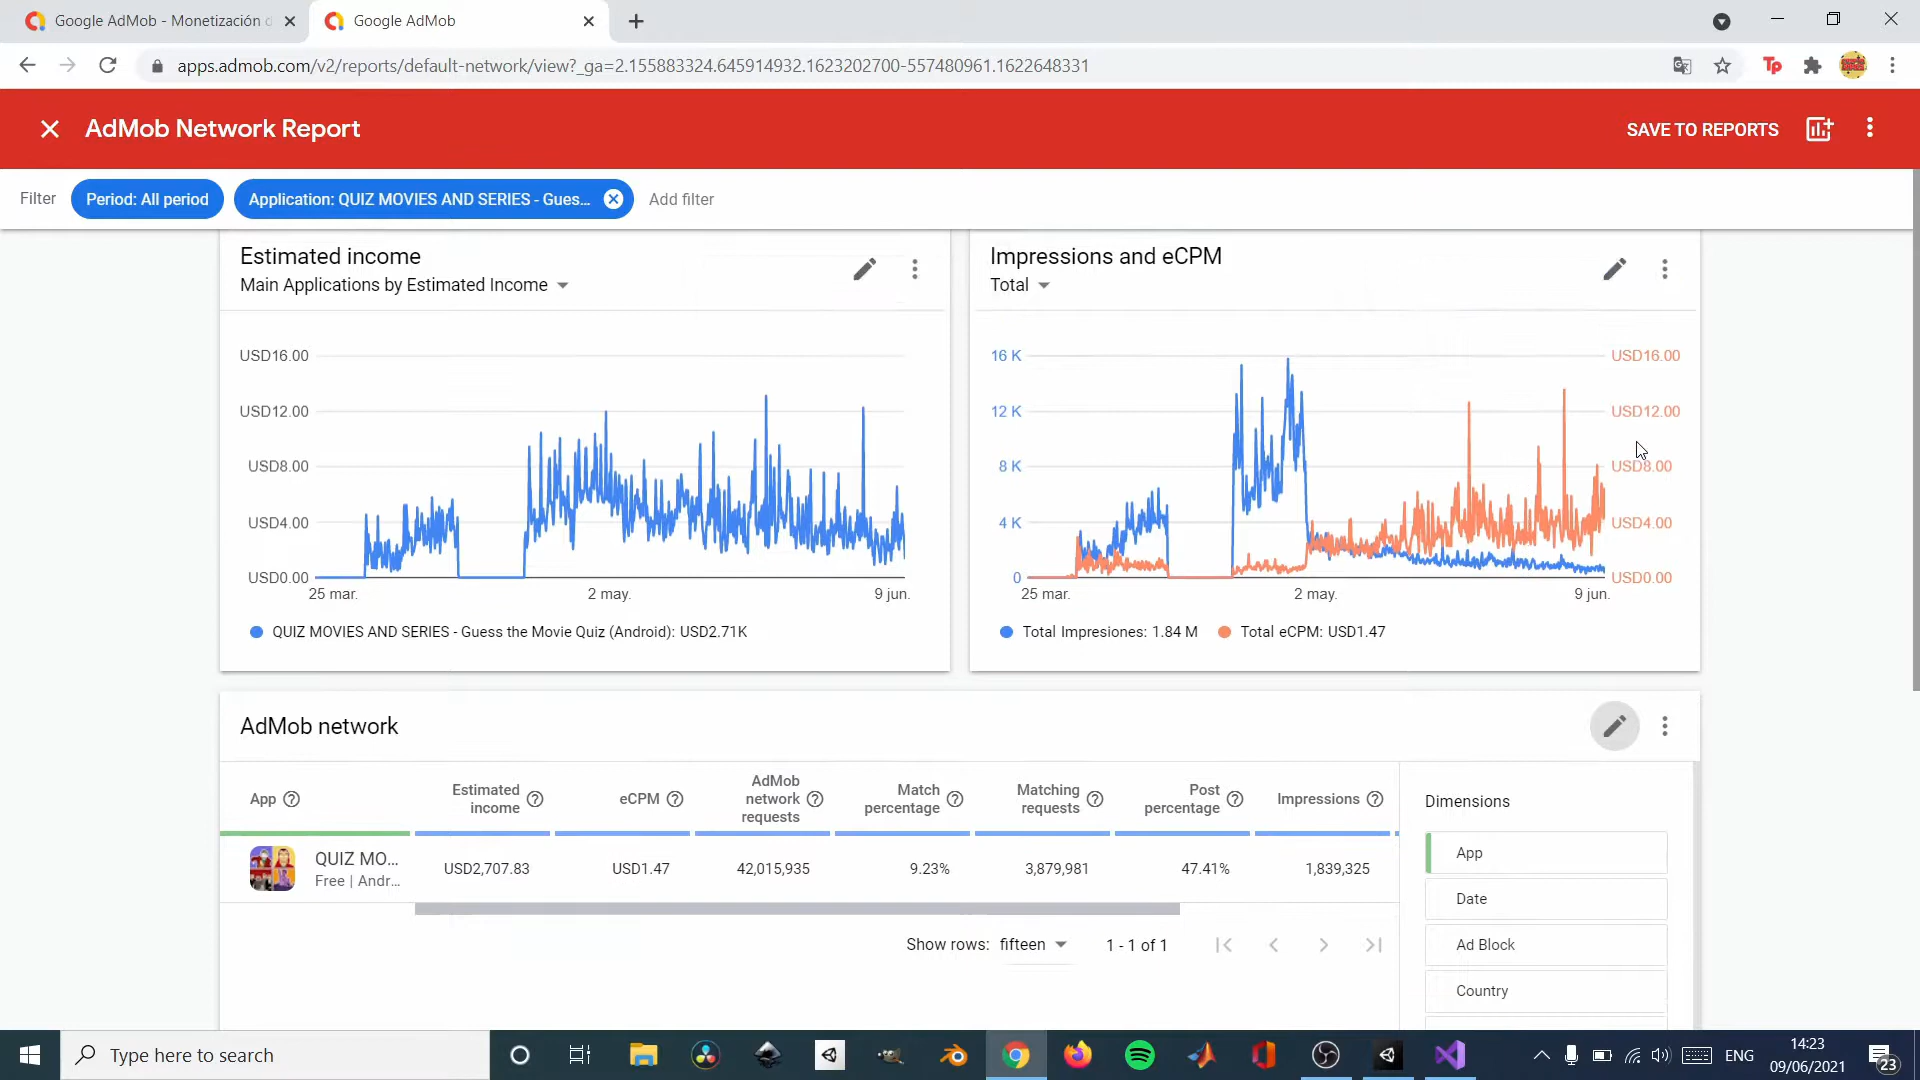 Google AdMob - Monetización d
Google AdMob
apps.admob.com/v2/reports/default-network/view?_ga=2.155883324.645914932.1623202700-557480961.1622648331
Tp
AdMob Network Report
SAVE TO REPORTS
Filter
Period: All period
Application: QUIZ MOVIES AND SERIES - Gues...
Add filter
Estimated income
Main Applications by Estimated Income
USD16.00
USD12.00
USD8.00
USD4.00
USD0.00
25 mar.
2 may.
9 jun.
QUIZ MOVIES AND SERIES - Guess the Movie Quiz (Android): USD2.71K
Impressions and eCPM
Total
16 K
12 K
8 K
4 K
0
USD16.00
USD12.00
USD8.00
USD4.00
USD0.00
25 mar.
2 may.
9 jun.
Total Impresiones: 1.84 M
Total eCPM: USD1.47
AdMob network
App
Estimated
income
eCPM
AdMob
network
requests
Match
percentage
Matching
requests
Post
percentage
Impressions
QUIZ MO...
Free | Andr...
USD2,707.83
USD1.47
42,015,935
9.23%
3,879,981
47.41%
1,839,325
Show rows: fifteen
1 - 1 of 1
Dimensions
App
Date
Ad Block
Country
Type here to search
ENG
14:23
09/06/2021
23